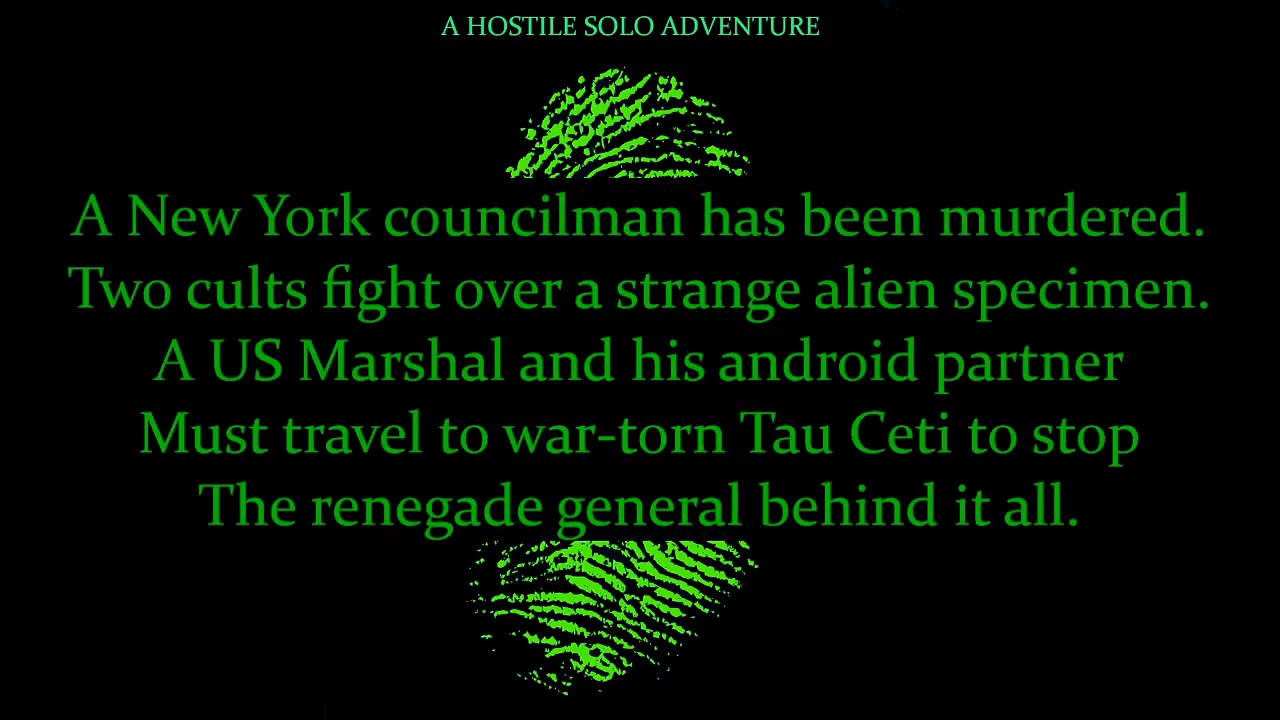 A HOSTILE SOLO ADVENTURE
A New York councilman has been murdered.
Two cults fight over a strange alien specimen.
A US Marshal and his android partner
Must travel to war-torn Tau Ceti to stop
The renegade general behind it all.